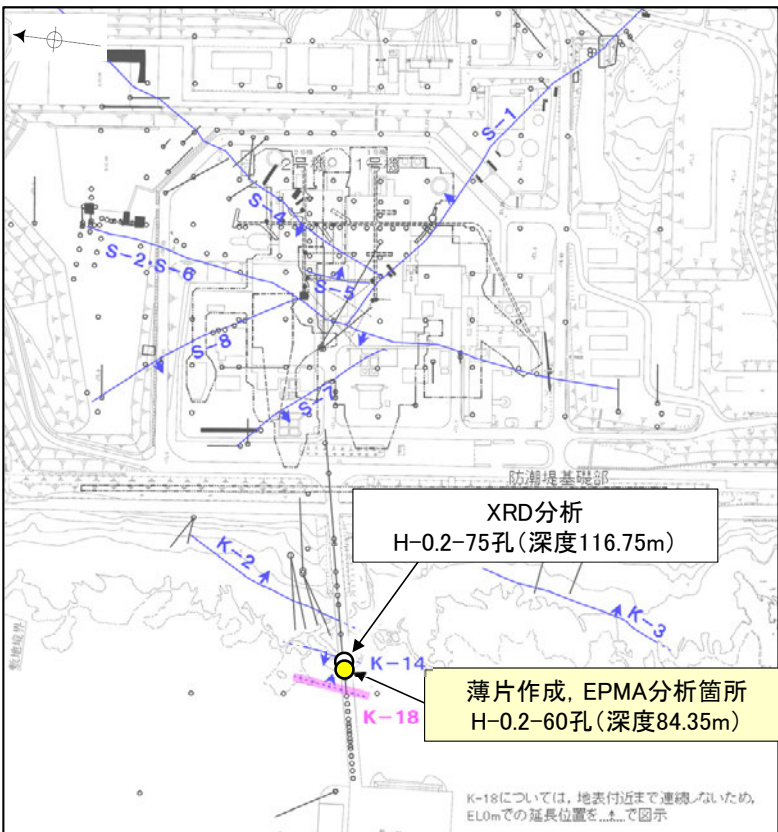 S-1
2号機
1号機
S-4
S-2・S-6
S-5
S-8
S-7
防潮堤基礎部
XRD分析
H-0.2-75孔(深度116.75m)
K-2
K-3
敷地境界
K-14
薄片作成, EPMA分析箇所
H-0.2-60孔(深度84.35m)
K-18
K-18については, 地表付近まで連続しないため,
EL0mでの延長位置を で図示